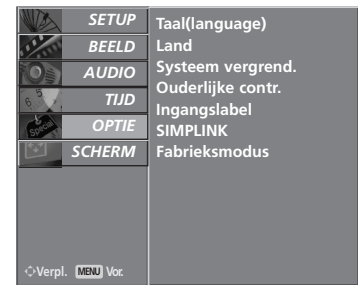 SETUP
BEELD
AUDIO
TIJD
OPTIE
SCHERM
Taal(language)
Land
Systeem vergrend.
Ouderlijke contr.
Ingangslabel
SIMPLINK
Fabrieksmodus
Special
Verpl. MENU Vor.